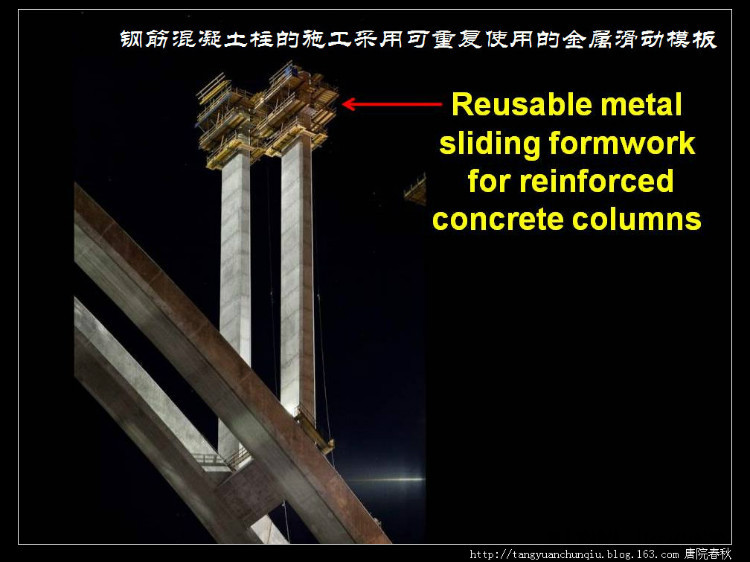 钢筋混凝土柱的施工采用可重复使用的金属滑动模板
Reusable metal
sliding formwork
for reinforced
concrete columns
http://tangyuanchunqiu.blog.163.com 唐院春秋